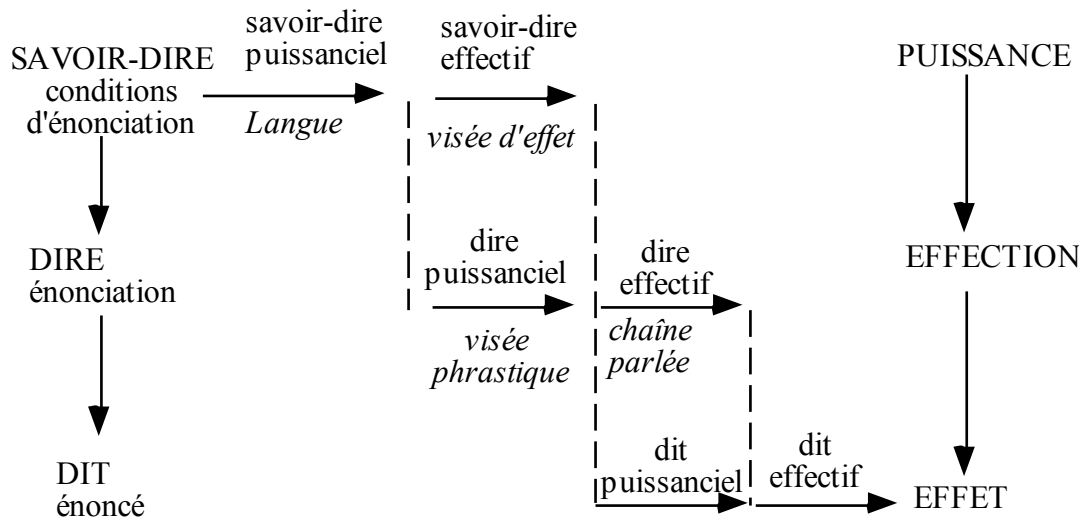 savoir-dire
puissanciel
savoir-dire
effectif
SAVOIR-DIRE
conditions
d'énonciation
Langue
visée d'effet
PUISSANCE
DIRE
énonciation
dire
puissanciel
visée
phrastique
dire
effectif
chaîne
parlée
EFFECTION
DIT
énoncé
dit
puissanciel
dit
effectif
EFFET